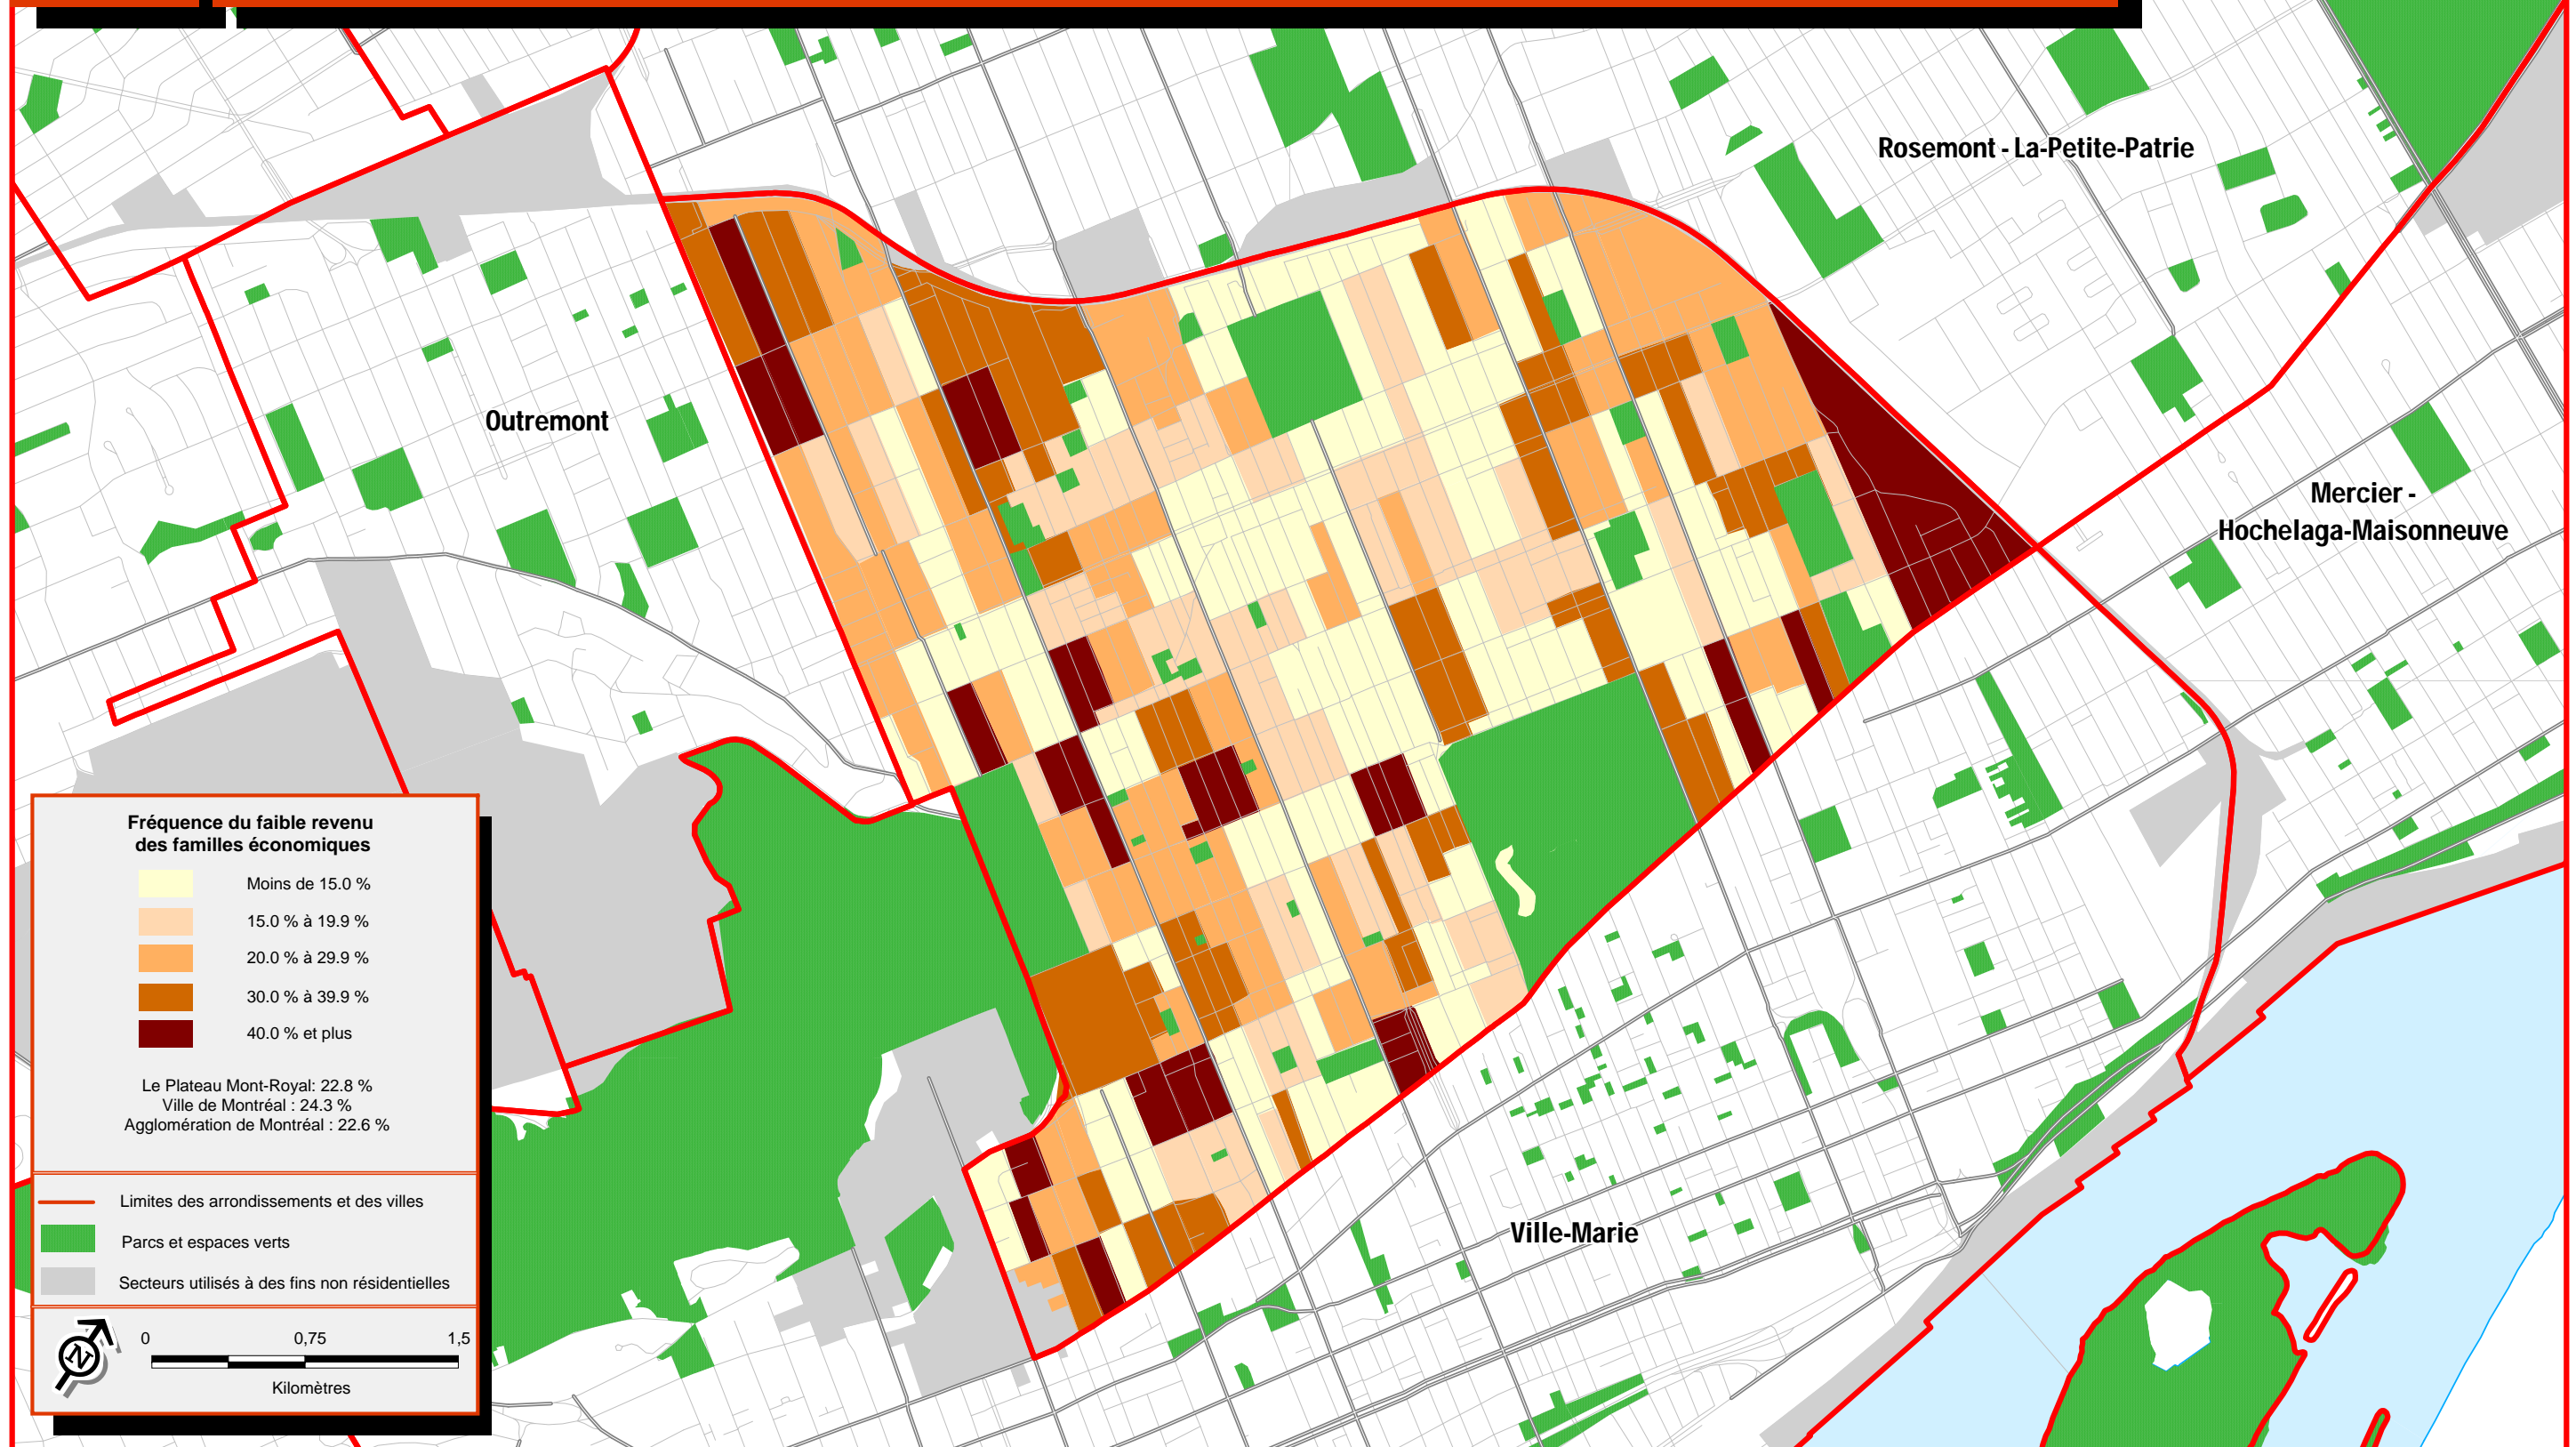 Rosemont - La-Petite-Patrie
Outremont
Mercier -
Hochelaga-Maisonneuve
Ville-Marie
Fréquence du faible revenu
des familles économiques
Moins de 15.0 %
15.0 % à 19.9 %
20.0 % à 29.9 %
30.0 % à 39.9 %
40.0 % et plus
Le Plateau Mont-Royal: 22.8 %
Ville de Montréal : 24.3 %
Agglomération de Montréal : 22.6 %
Limites des arrondissements et des villes
Parcs et espaces verts
Secteurs utilisés à des fins non résidentielles
N
0 0,75 1,5
Kilomètres